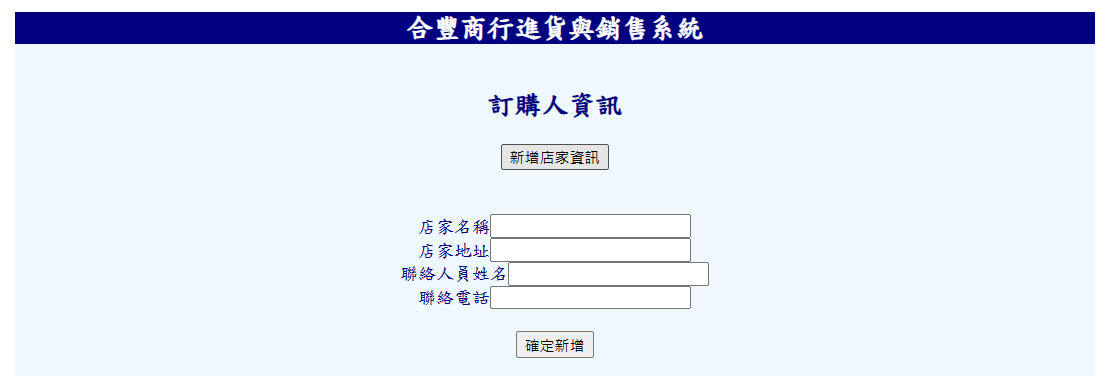 合豐商行進貨與銷售系統
訂購人資訊
新增店家資訊
店家名稱
店家地址
聯絡人員姓名
聯絡電話
確定新增